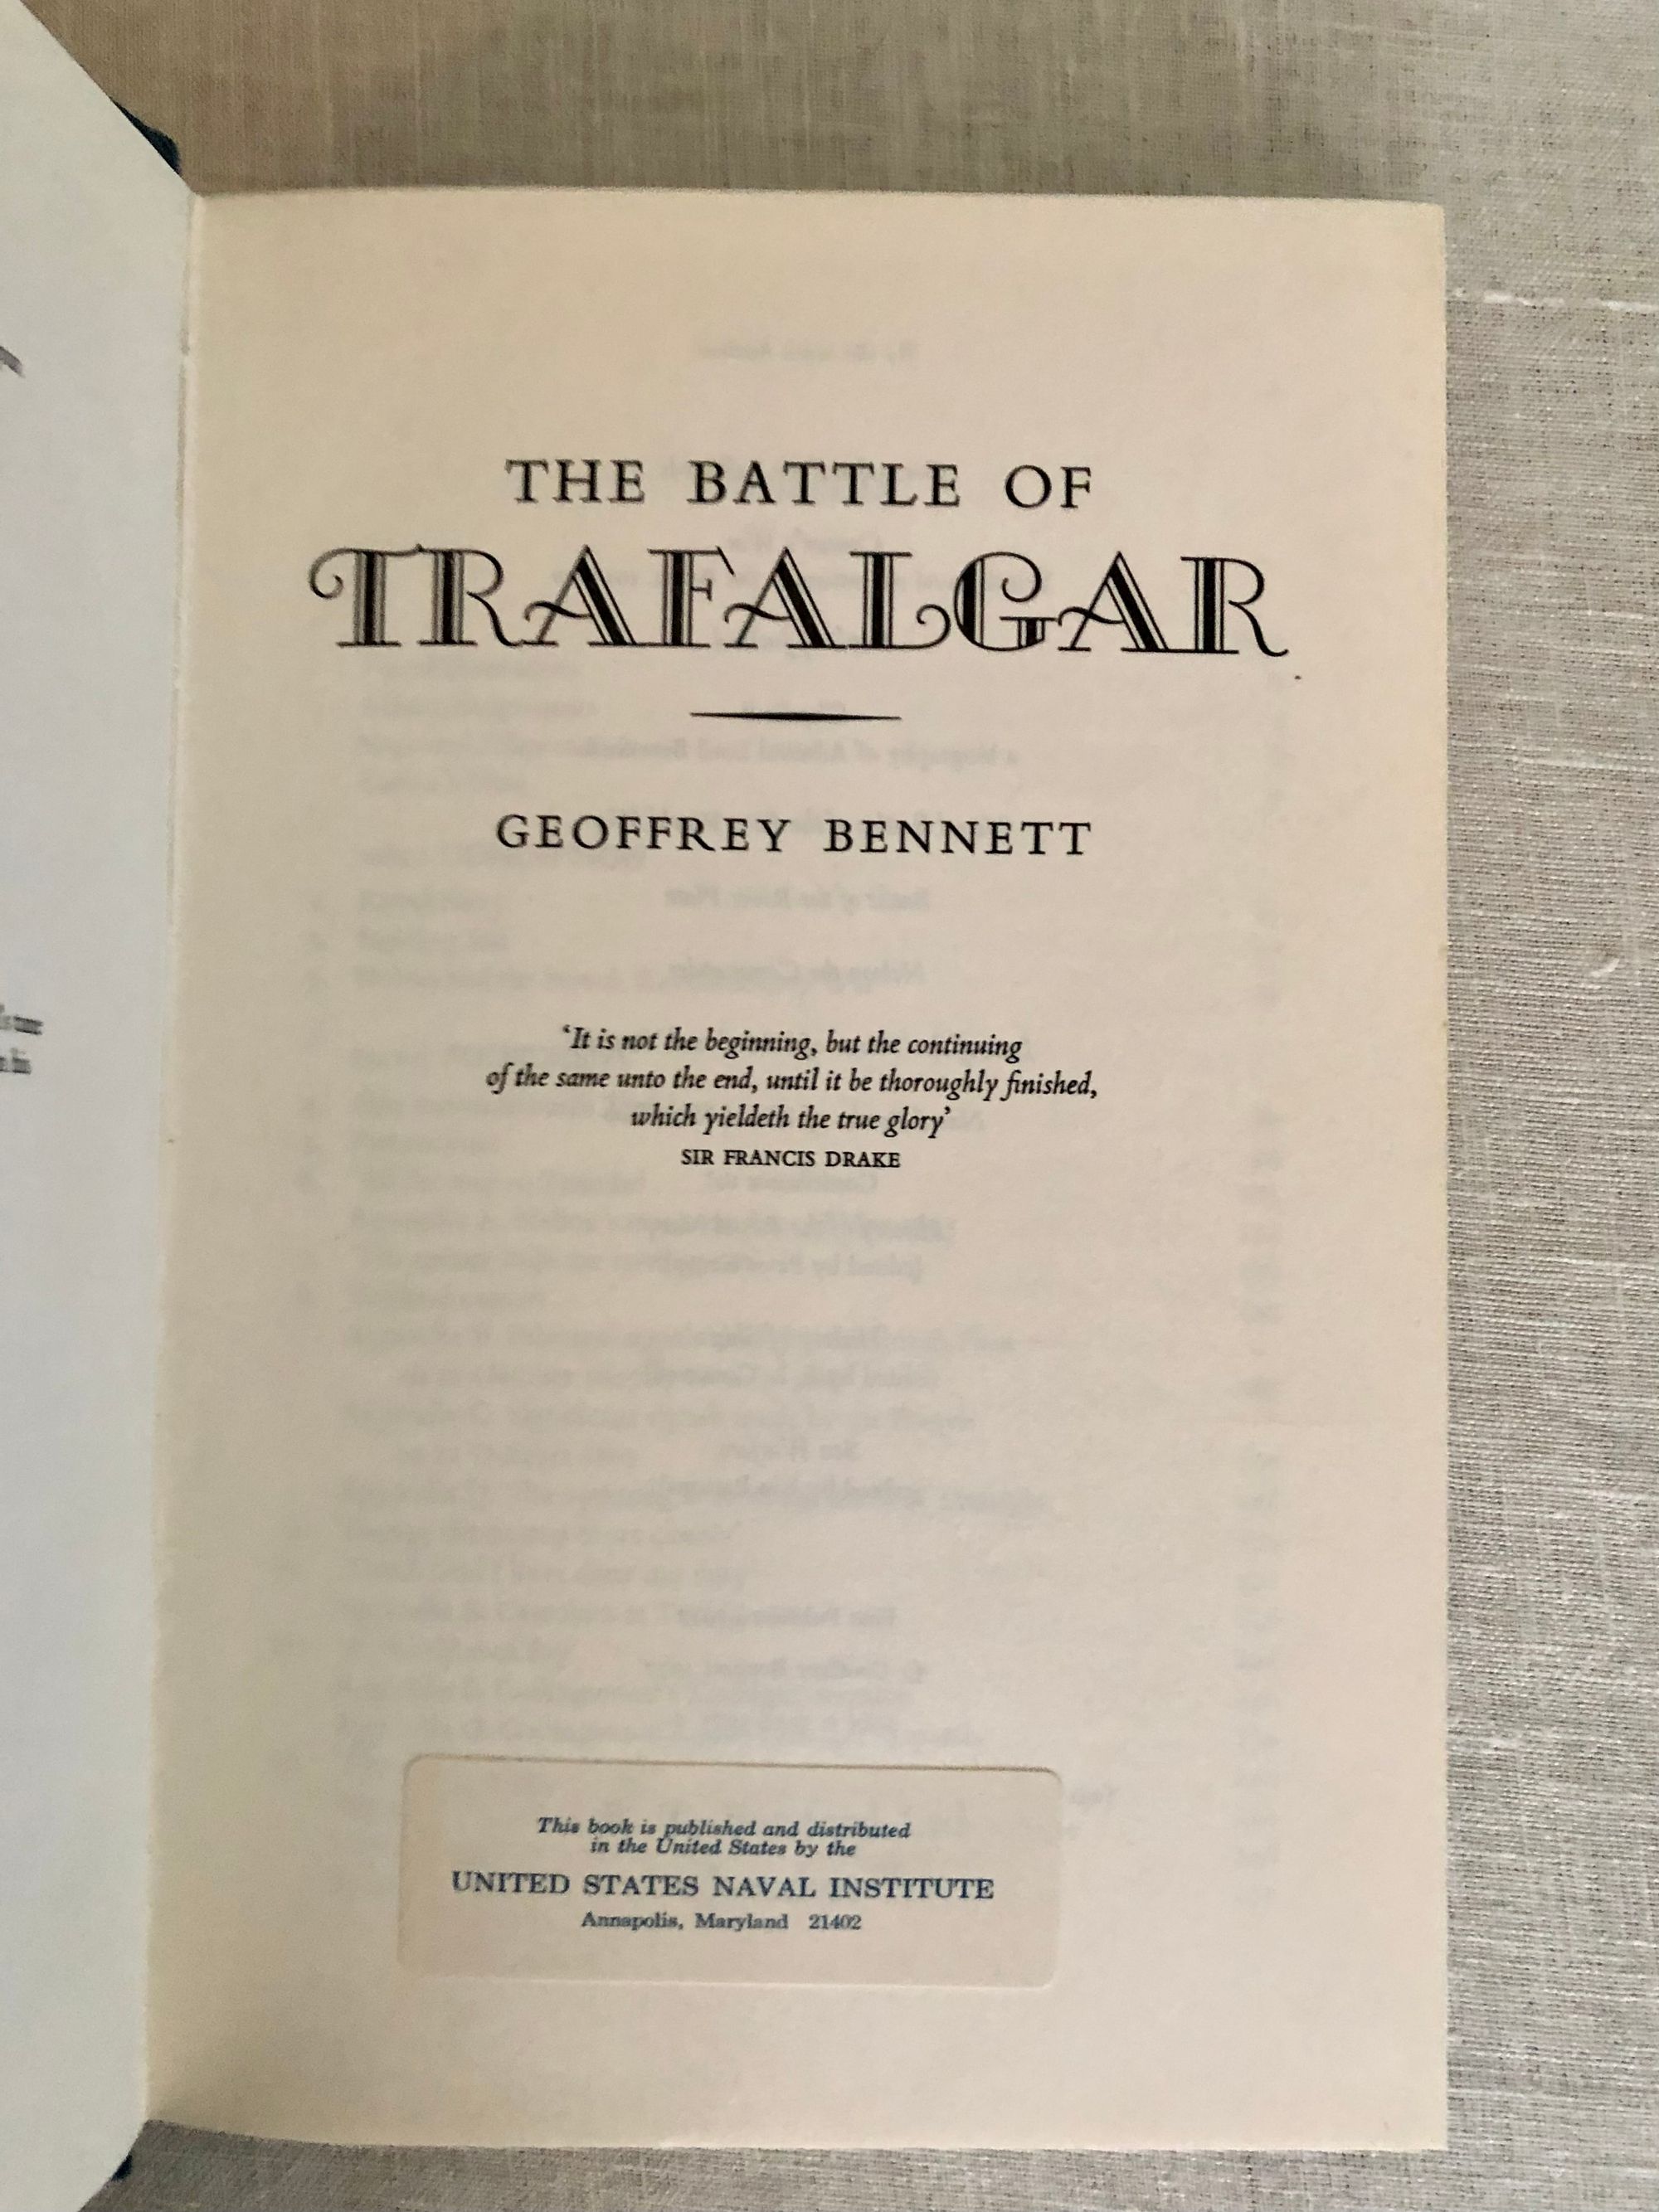 THE BATTLE OF
TRAFALGAR
GEOFFREY BENNETT
‘It is not the beginning, but the continuing
of the same unto the end, until it be thoroughly finished,
which yieldeth the true glory’
SIR FRANCIS DRAKE
This book is published and distributed
in the United States by the
UNITED STATES NAVAL INSTITUTE
Annapolis, Maryland 21402